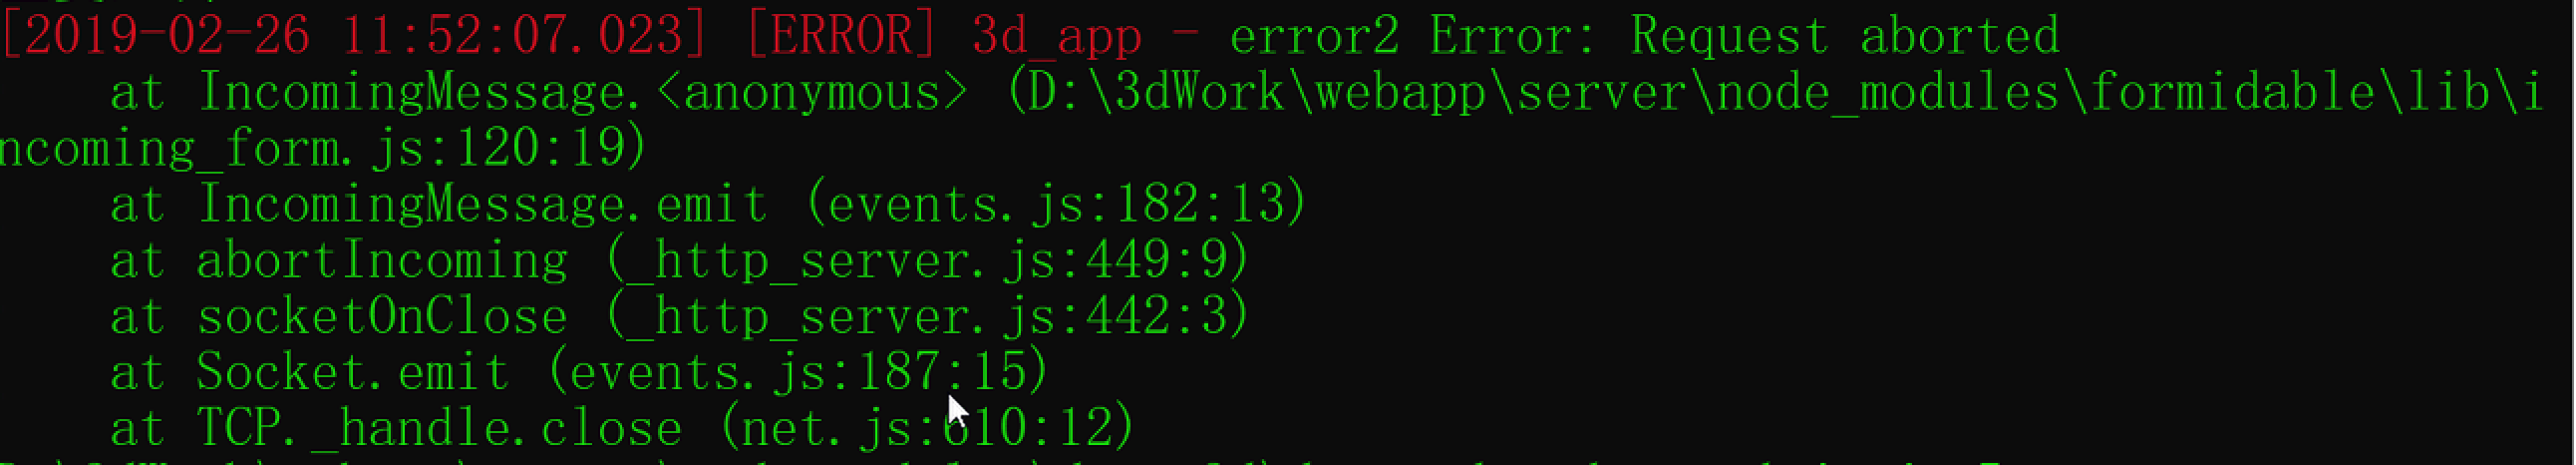 [2019-02-26 11:52:07.023] [ERROR] 3d_app - error2 Error: Request aborted
    at IncomingMessage.<anonymous> (D:\3dWork\webapp\server\node_modules\formidable\lib\i
ncoming_form.js:120:19)
    at IncomingMessage.emit (events.js:182:13)
    at abortIncoming (_http_server.js:449:9)
    at socketOnClose (_http_server.js:442:3)
    at Socket.emit (events.js:187:15)
    at TCP._handle.close (net.js:610:12)